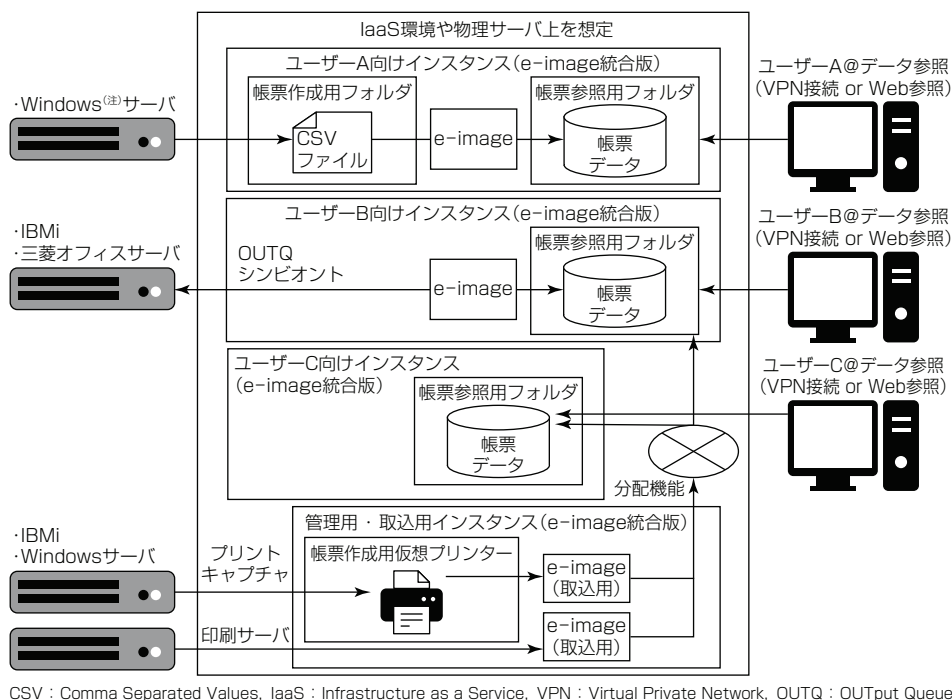 IaaS環境や物理サーバ上を想定
ユーザーA向けインスタンス(e-image統合版)
・Windows(注)サーバ
帳票作成用フォルダ
CSV
ファイル
e-image
帳票参照用フォルダ
帳票
データ
ユーザーA@データ参照
(VPN接続 or Web参照)
ユーザーB向けインスタンス(e-image統合版)
・IBMi
・三菱オフィスサーバ
OUTQ
シンビオント
e-image
帳票参照用フォルダ
帳票
データ
ユーザーB@データ参照
(VPN接続 or Web参照)
ユーザーC向けインスタンス
(e-image統合版)
帳票参照用フォルダ
帳票
データ
ユーザーC@データ参照
(VPN接続 or Web参照)
分配機能
管理用・取込用インスタンス(e-image統合版)
・IBMi
・Windowsサーバ
プリント
キャプチャ
帳票作成用仮想プリンター
e-image
(取込用)
印刷サーバ
e-image
(取込用)
CSV：Comma Separated Values, IaaS：Infrastructure as a Service, VPN：Virtual Private Network, OUTQ：OUTput Queue